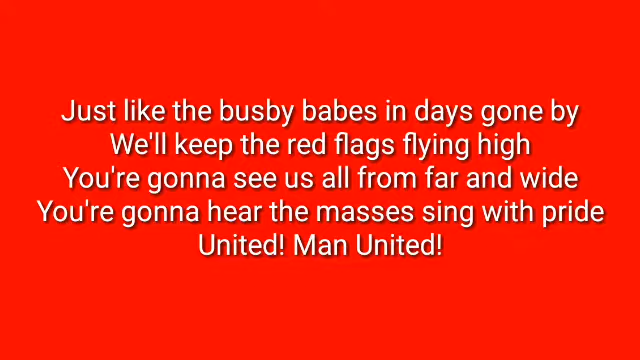 Just like the busby babes in days gone by
We'll keep the red flags flying high
You're gonna see us all from far and wide
You're gonna hear the masses sing with pride
United! Man United!